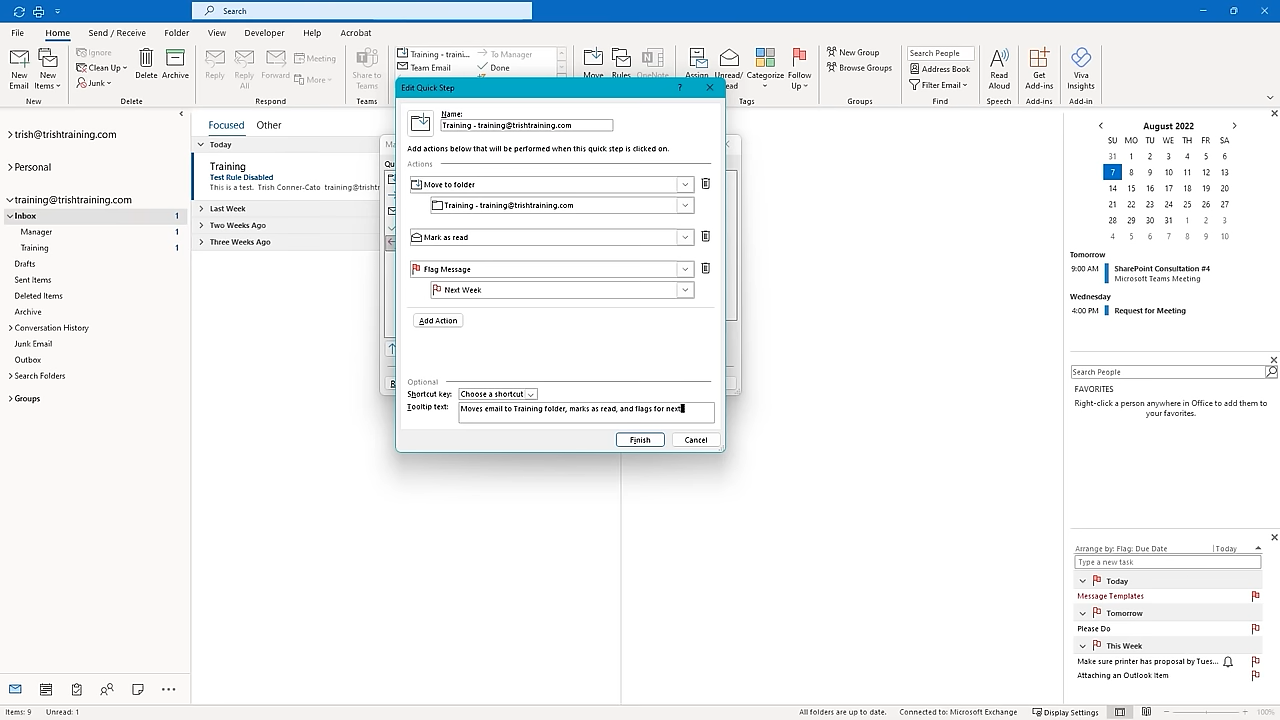 Search
File Home Send / Receive Folder View Developer Help Acrobat
New Email
New Items
Ignore
Clean Up
Junk
Delete
Archive
Reply
Reply All
Forward
Meeting
More
Share to Teams
Training - traini...
Team Email
To Manager
Done
Move
Rules
OneNote
Assign
Unread/
Read
Categorize
Follow Up
New Group
Browse Groups
Search People
Address Book
Filter Email
Read Aloud
Get Add-ins
Viva Insights
New
Delete
Respond
Teams
Tags
Groups
Find
Speech
Add-ins
Add-in
trish@trishtraining.com
Personal
training@trishtraining.com
Inbox 1
Manager 1
Training 1
Drafts
Sent Items
Deleted Items
Archive
Conversation History
Junk Email
Outbox
Search Folders
Groups
Focused Other
Today
Training
Test Rule Disabled
This is a test. Trish Conner-Cato training@trisht
Last Week
Two Weeks Ago
Three Weeks Ago
Edit Quick Step
?
Name:
Training - training@trishtraining.com
Add actions below that will be performed when this quick step is clicked on.
Actions
Move to folder
Training - training@trishtraining.com
Mark as read
Flag Message
Next Week
Add Action
Optional
Shortcut key: Choose a shortcut
Tooltip text: Moves email to Training folder, marks as read, and flags for next
Finish Cancel
August 2022
SU MO TU WE TH FR SA
31 1 2 3 4 5 6
7 8 9 10 11 12 13
14 15 16 17 18 19 20
21 22 23 24 25 26 27
28 29 30 31 1 2 3
4 5 6 7 8 9 10
Tomorrow
9:00 AM SharePoint Consultation #4
Microsoft Teams Meeting
Wednesday
4:00 PM Request for Meeting
Search People
FAVORITES
Right-click a person anywhere in Office to add them to
your favorites.
Arrange by: Flag: Due Date Today
Type a new task
Today
Message Templates
Tomorrow
Please Do
This Week
Make sure printer has proposal by Tues...
Attaching an Outlook Item
Items: 9 Unread: 1
All folders are up to date. Connected to: Microsoft Exchange Display Settings 100%